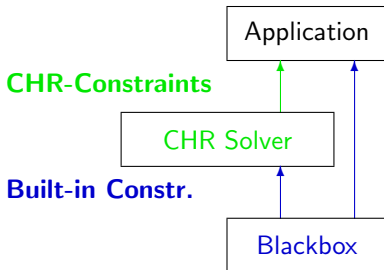 Application
CHR-Constraints
CHR Solver
Built-in Constr.
Blackbox